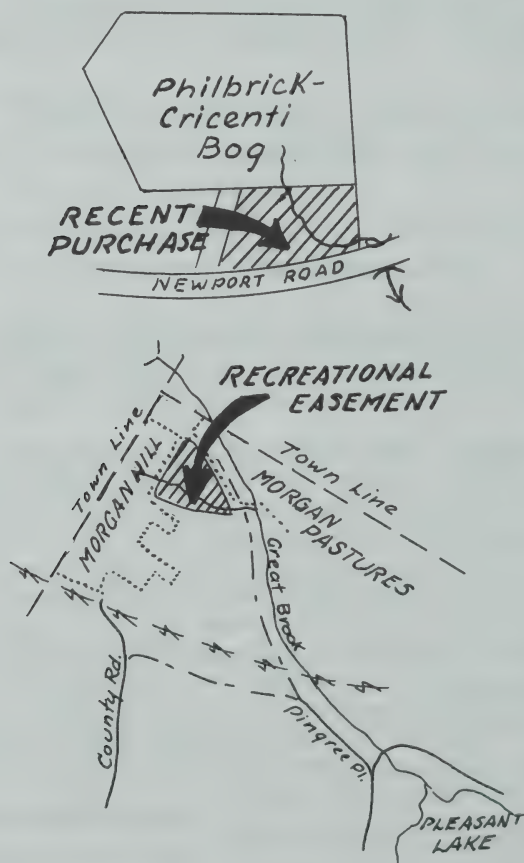 Philbrick-
Cricenti
Bog
RECENT
PURCHASE
NEWPORT ROAD
RECREATIONAL
EASEMENT
Town Line
Town Line
MORGAN HILL
MORGAN
PASTURES
Great Brook
County Rd.
Pingree Pl.
PLEASANT
LAKE